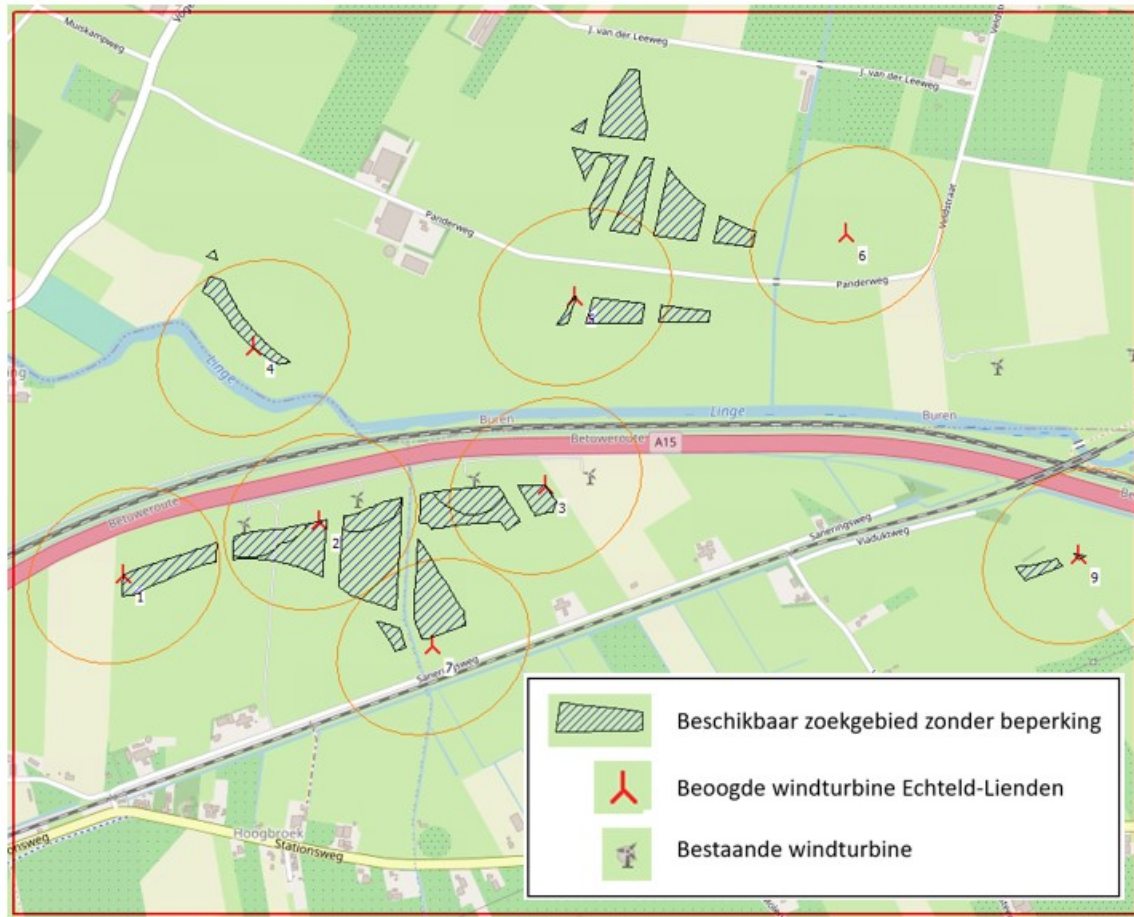 Muiskampweg
J. van der Leeweg
J. van der Leeweg
Panderweg
Veldstraat
6
Panderweg
5
4
Linge
Buren
Linge
Buren
Betuweroute
A15
Betuweroute
3
2
1
Saneringsweg
Viaduktweg
9
7
Hoogbroek
Stationsweg
Beschikbaar zoekgebied zonder beperking
Beoogde windturbine Echteld-Lienden
Bestaande windturbine